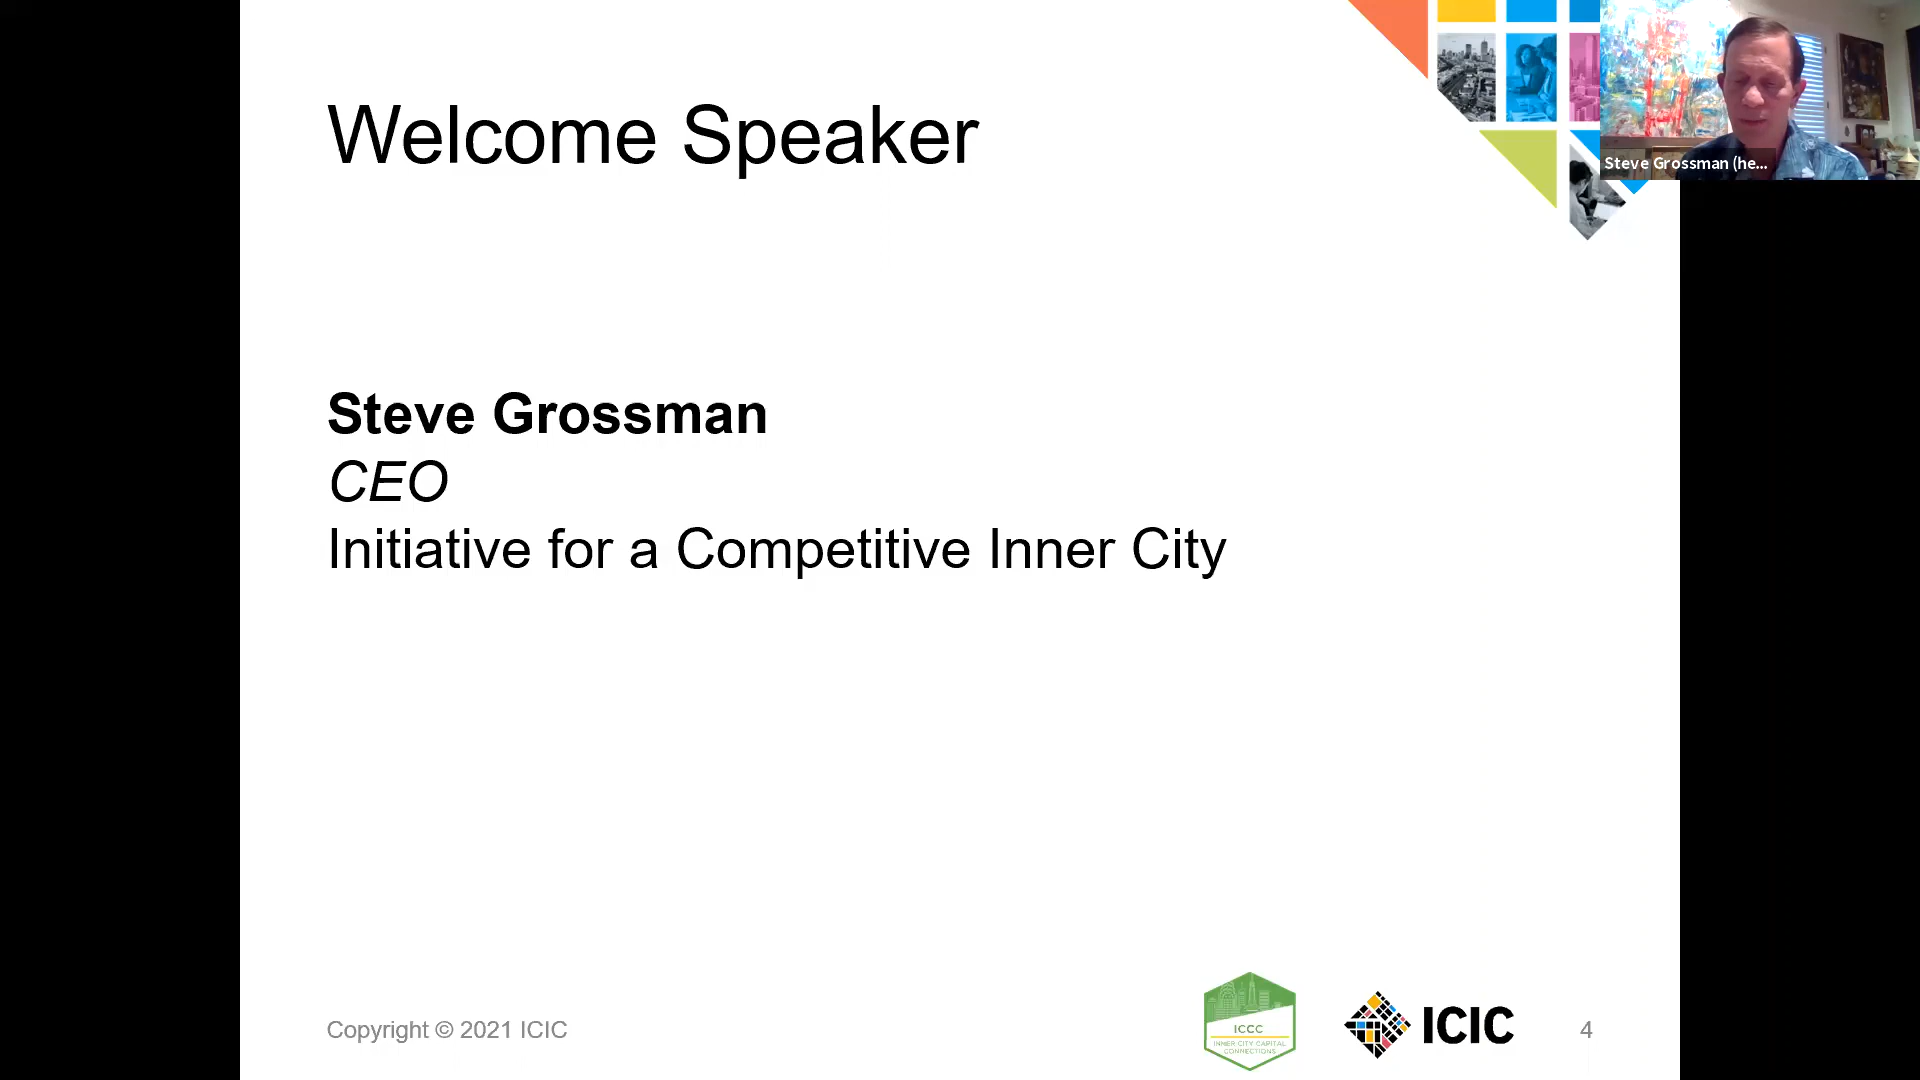 Welcome Speaker
Steve Grossman (he...
Steve Grossman
CEO
Initiative for a Competitive Inner City
Copyright © 2021 ICIC
ICCC
INNER CITY CAPITAL
CONNECTIONS
ICIC
4